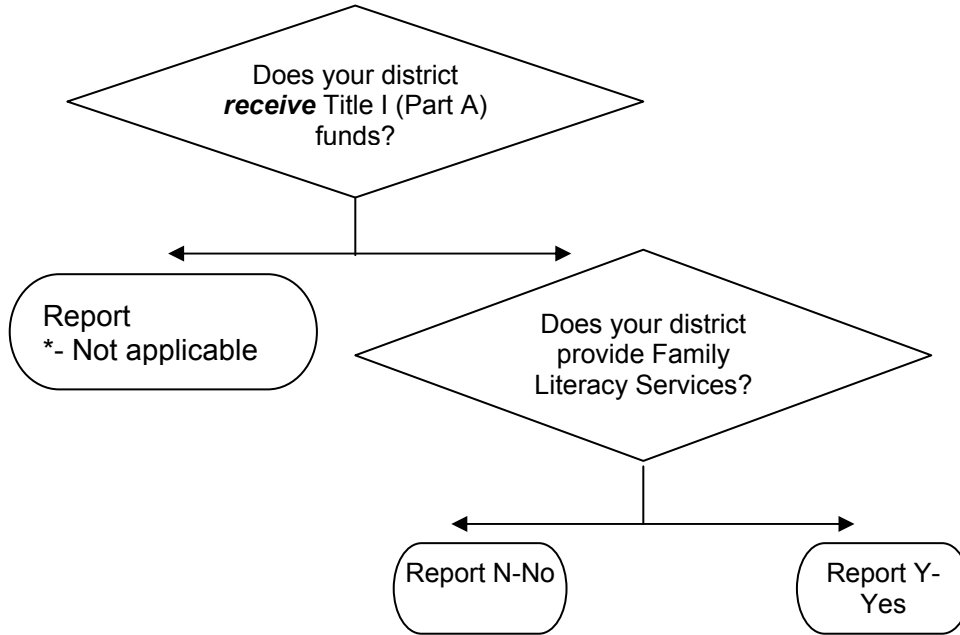 Does your district
receive Title I (Part A)
funds?
Report
*- Not applicable
Does your district
provide Family
Literacy Services?
Report N-No
Report Y-
Yes